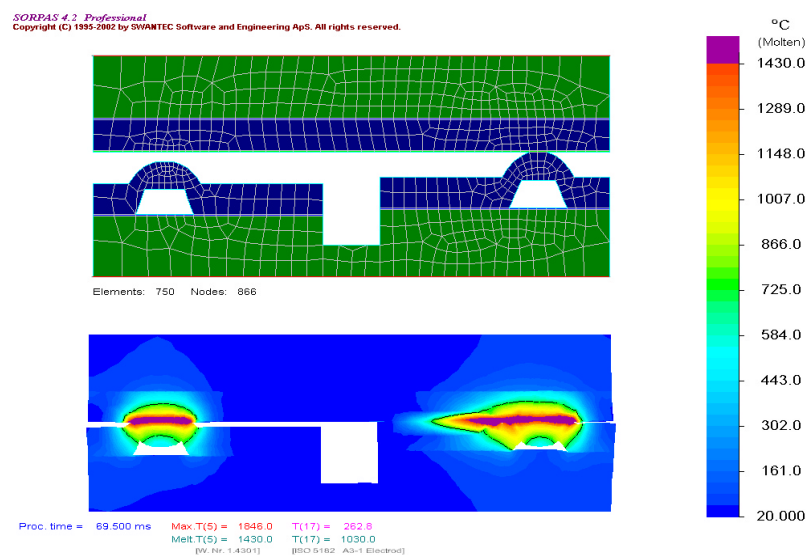 SORPAS 4.2 Professional
Copyright (C) 1995-2002 by SWANTEC Software and Engineering ApS. All rights reserved.
°C
(Molten)
1430.0
1289.0
1148.0
1007.0
866.0
725.0
584.0
443.0
302.0
161.0
20.000
Elements: 750 Nodes: 866
Proc. time = 69.500 ms Max.T(5) = 1846.0 T(17) = 262.8
Melt.T(5) = 1430.0 T(17) = 1030.0
[W. Nr. 1.4301] [ISO 5182 A3-1 Electrod]